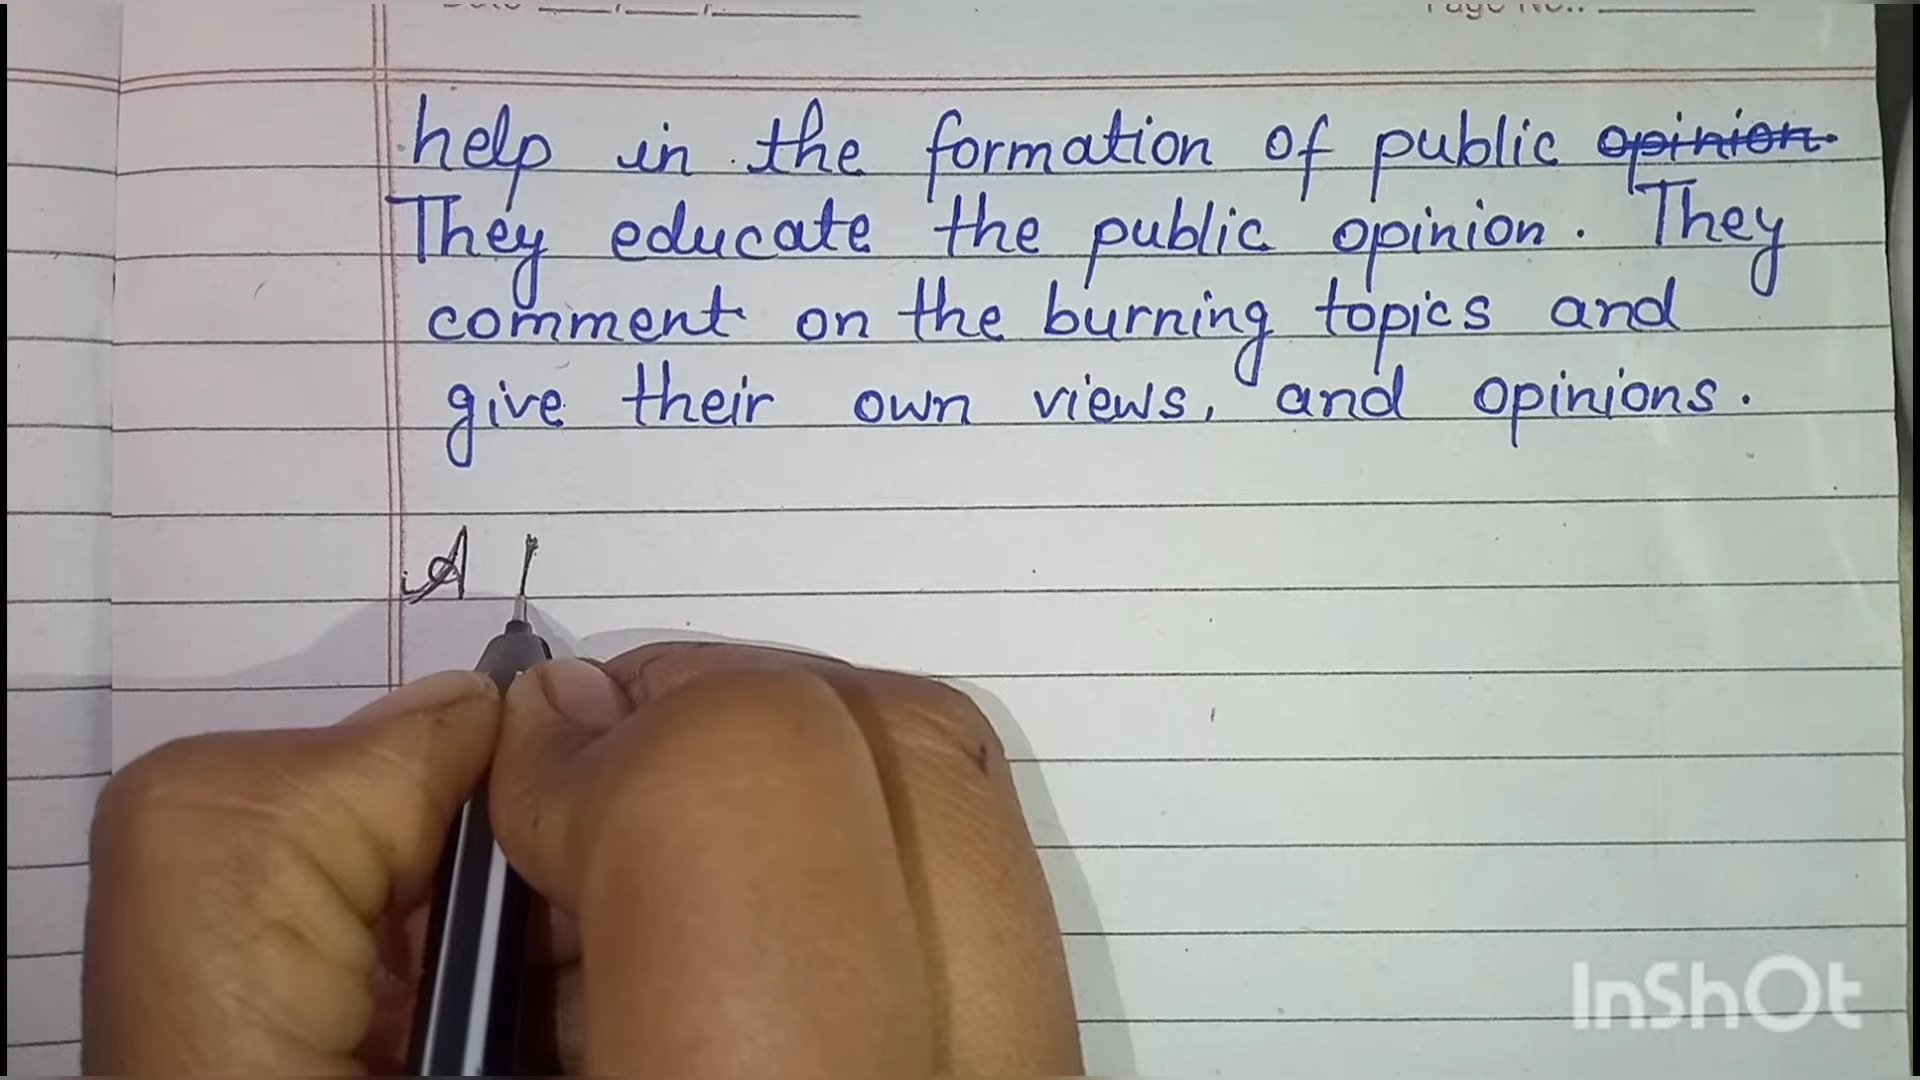 help in the formation of public opinion.
They educate the public opinion. They
comment on the burning topics and
give their own views, and opinions.
A
InShOt